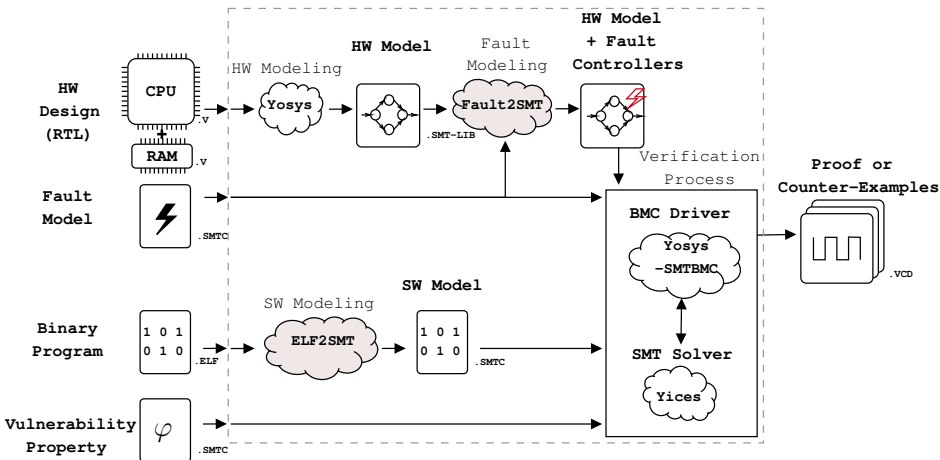 HW Model
+ Fault
Controllers
Fault
Modeling
HW Model
HW Modeling
HW
Design
(RTL)
CPU
.V
+
RAM
.V
Yosys
.SMT-LIB
Fault2SMT
Verification
Process
Fault
Model
.SMTC
Proof or
Counter-Examples
.VCD
BMC Driver
Yosys
-SMTBMC
SMT Solver
Yices
Binary
Program
1 0 1
0 1 0
.ELF
SW Modeling
ELF2SMT
SW Model
1 0 1
0 1 0
.SMTC
Vulnerability
Property
φ
.SMTC